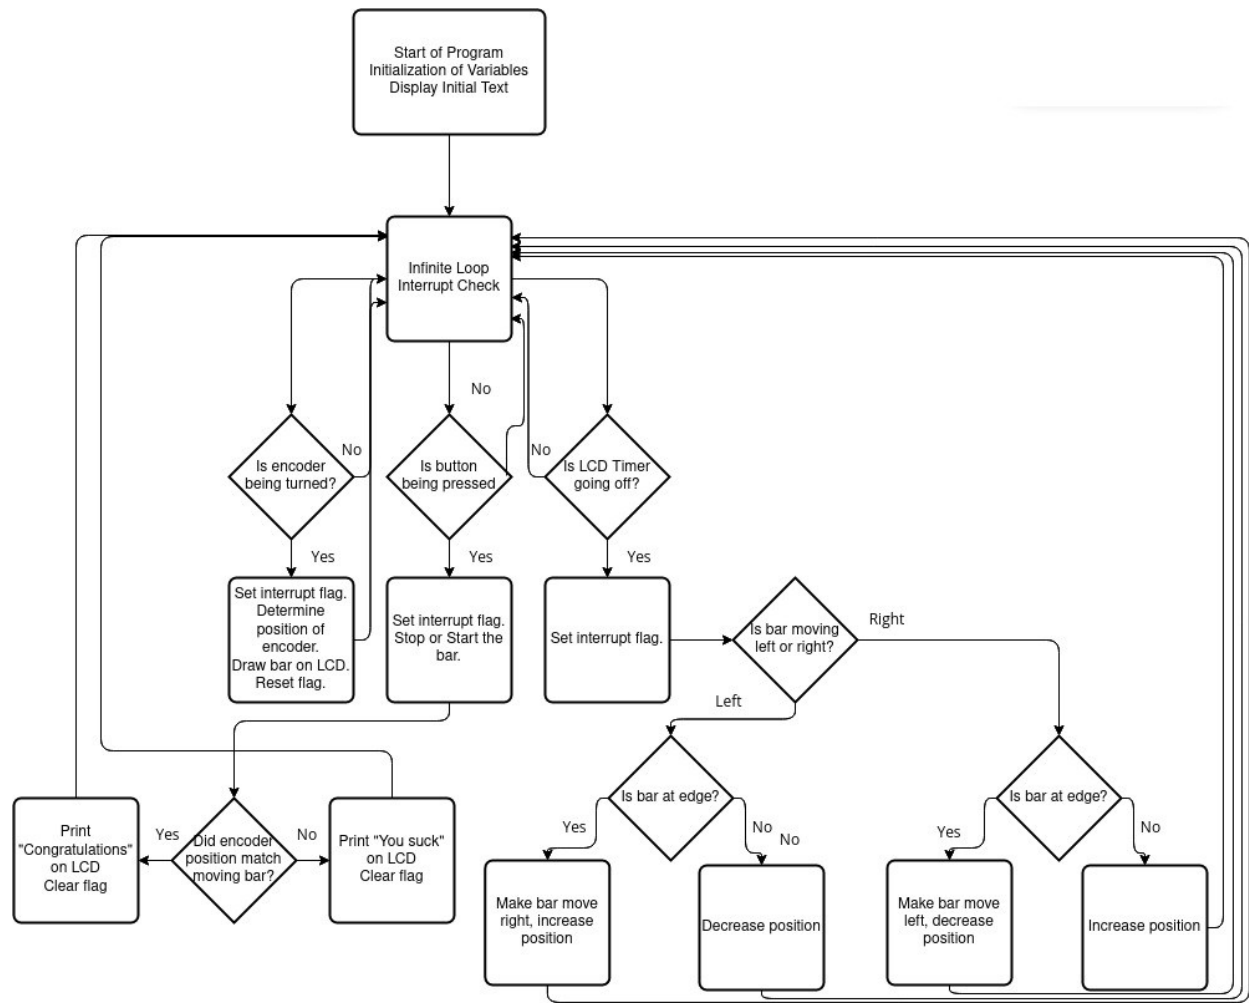 Start of Program
Initialization of Variables
Display Initial Text
Infinite Loop
Interrupt Check
No
Is encoder
being turned?
No
Is button
being pressed
No
Is LCD Timer
going off?
Yes
Yes
Yes
Set interrupt flag.
Determine
position of
encoder.
Draw bar on LCD.
Reset flag.
Set interrupt flag.
Stop or Start the
bar.
Set interrupt flag.
Is bar moving
left or right?
Right
Left
Is bar at edge?
Is bar at edge?
Print
"Congratulations"
on LCD
Clear flag
Yes
Did encoder
position match
moving bar?
No
Print "You suck"
on LCD
Clear flag
Yes
No
No
Yes
No
Make bar move
right, increase
position
Decrease position
Make bar move
left, decrease
position
Increase position